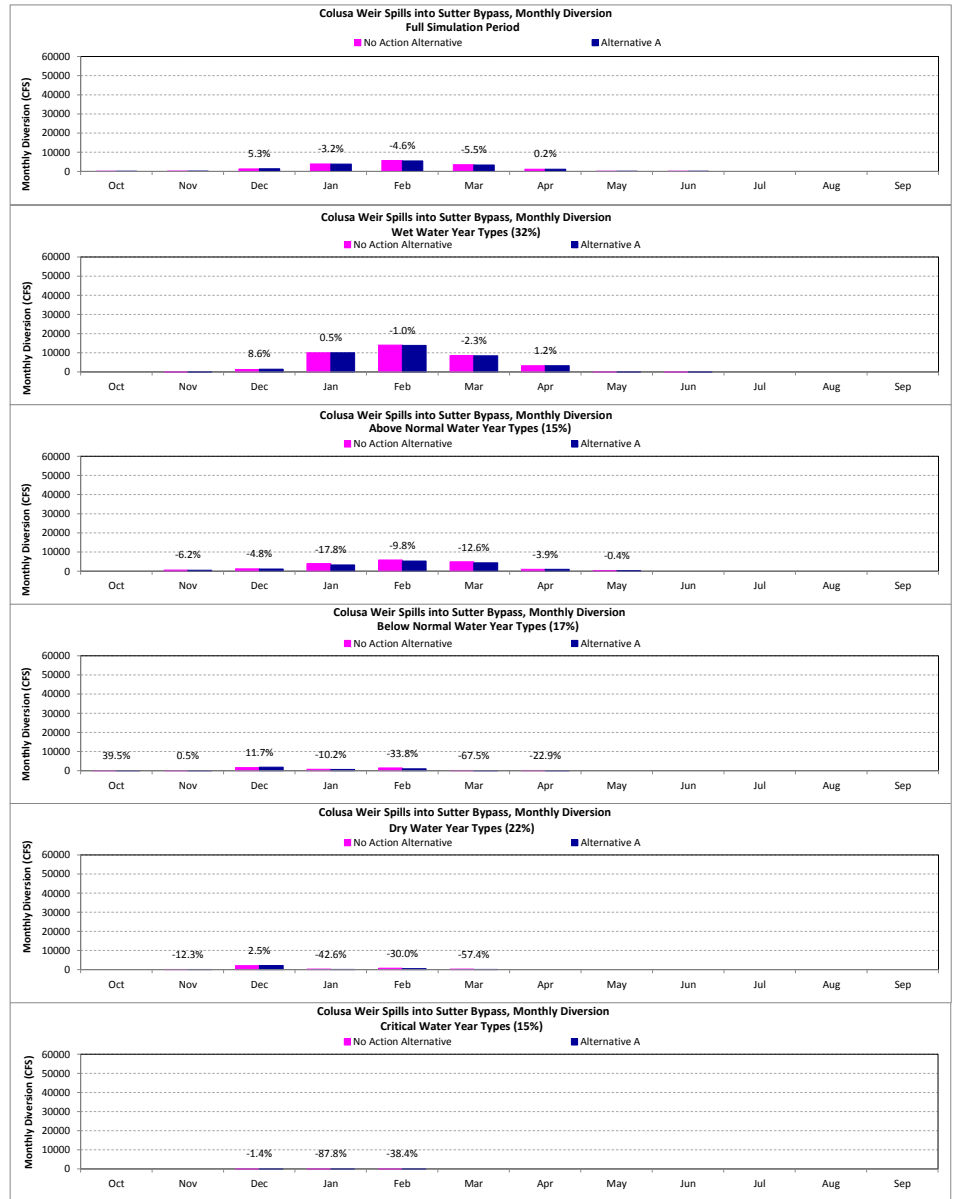 Colusa Weir Spills into Sutter Bypass, Monthly Diversion
Full Simulation Period
No Action Alternative Alternative A
Monthly Diversion (CFS)
60000
50000
40000
30000
20000
10000
0
5.3% -3.2% -4.6% -5.5% 0.2%
Oct Nov Dec Jan Feb Mar Apr May Jun Jul Aug Sep
Colusa Weir Spills into Sutter Bypass, Monthly Diversion
Wet Water Year Types (32%)
No Action Alternative Alternative A
Monthly Diversion (CFS)
60000
50000
40000
30000
20000
10000
0
8.6% 0.5% -1.0% -2.3% 1.2%
Oct Nov Dec Jan Feb Mar Apr May Jun Jul Aug Sep
Colusa Weir Spills into Sutter Bypass, Monthly Diversion
Above Normal Water Year Types (15%)
No Action Alternative Alternative A
Monthly Diversion (CFS)
60000
50000
40000
30000
20000
10000
0
-6.2% -4.8% -17.8% -9.8% -12.6% -3.9% -0.4%
Oct Nov Dec Jan Feb Mar Apr May Jun Jul Aug Sep
Colusa Weir Spills into Sutter Bypass, Monthly Diversion
Below Normal Water Year Types (17%)
No Action Alternative Alternative A
Monthly Diversion (CFS)
60000
50000
40000
30000
20000
10000
0
39.5% 0.5% 11.7% -10.2% -33.8% -67.5% -22.9%
Oct Nov Dec Jan Feb Mar Apr May Jun Jul Aug Sep
Colusa Weir Spills into Sutter Bypass, Monthly Diversion
Dry Water Year Types (22%)
No Action Alternative Alternative A
Monthly Diversion (CFS)
60000
50000
40000
30000
20000
10000
0
-12.3% 2.5% -42.6% -30.0% -57.4%
Oct Nov Dec Jan Feb Mar Apr May Jun Jul Aug Sep
Colusa Weir Spills into Sutter Bypass, Monthly Diversion
Critical Water Year Types (15%)
No Action Alternative Alternative A
Monthly Diversion (CFS)
60000
50000
40000
30000
20000
10000
0
-1.4% -87.8% -38.4%
Oct Nov Dec Jan Feb Mar Apr May Jun Jul Aug Sep